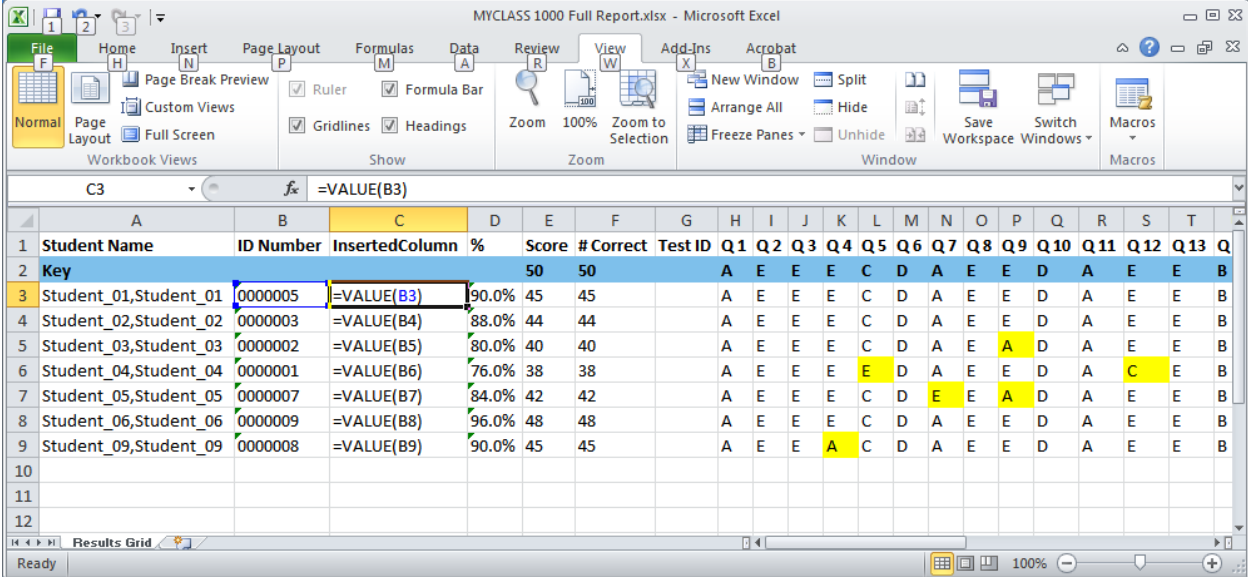 1 2 3 MYCLASS 1000 Full Report.xlsx - Microsoft Excel
File Home Insert Page Layout Formulas Data Review View Add-Ins Acrobat
F H N P M A R W X B
Page Break Preview Ruler Formula Bar New Window Split
Custom Views 100 Arrange All Hide
Normal Page Layout Gridlines Headings Zoom 100% Zoom to Selection Save Workspace Switch Windows Macros
Full Screen Freeze Panes Unhide
Workbook Views Show Zoom Window Macros
C3 fx =VALUE(B3)
A B C D E F G H I J K L M N O P Q R S T
1 Student Name ID Number InsertedColumn % Score # Correct Test ID Q 1 Q 2 Q 3 Q 4 Q 5 Q 6 Q 7 Q 8 Q 9 Q 10 Q 11 Q 12 Q 13 Q
2 Key 50 50 A E E E C D A E E D A E E B
3 Student_01,Student_01 0000005 =VALUE(B3) 90.0% 45 45 A E E E C D A E E D A E E B
4 Student_02,Student_02 0000003 =VALUE(B4) 88.0% 44 44 A E E E C D A E E D A E E B
5 Student_03,Student_03 0000002 =VALUE(B5) 80.0% 40 40 A E E E C D A E A D A E E B
6 Student_04,Student_04 0000001 =VALUE(B6) 76.0% 38 38 A E E E E D A E E D A C E B
7 Student_05,Student_05 0000007 =VALUE(B7) 84.0% 42 42 A E E E C D E E A D A E E B
8 Student_06,Student_06 0000009 =VALUE(B8) 96.0% 48 48 A E E E C D A E E D A E E B
9 Student_09,Student_09 0000008 =VALUE(B9) 90.0% 45 45 A E E A C D A E E D A E E B
10
11
12
Results Grid
Ready 100%